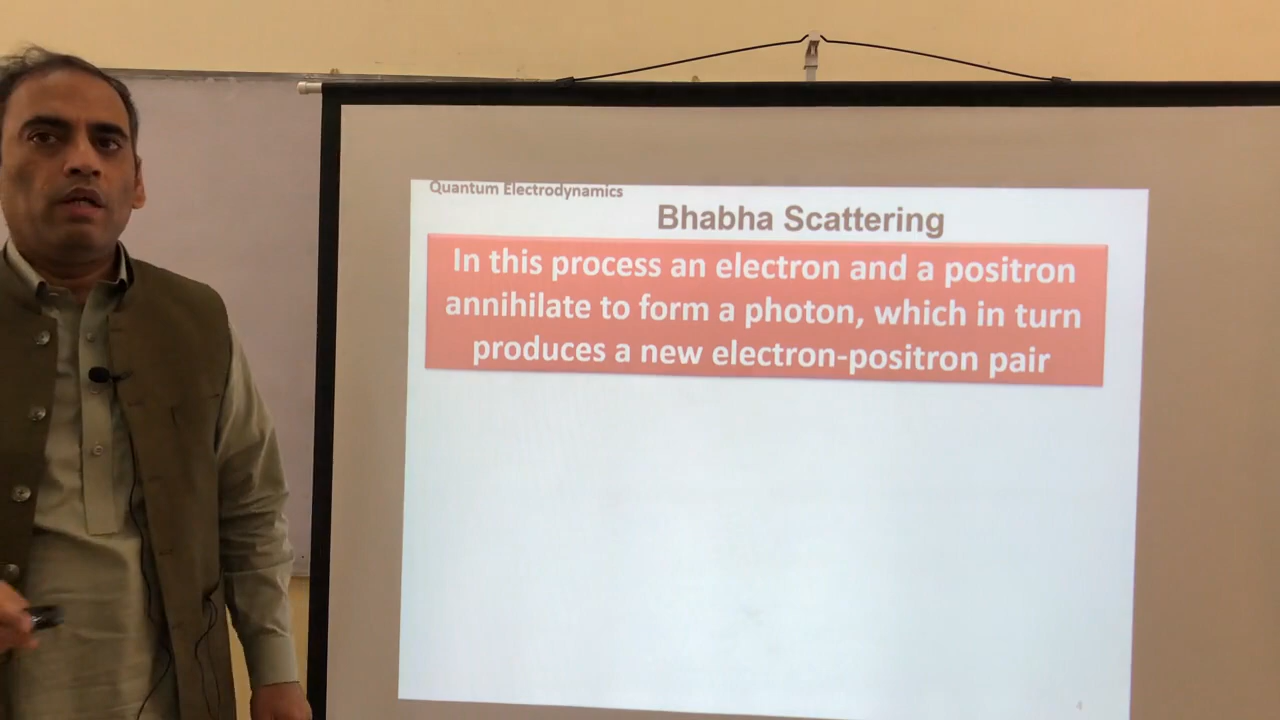 Quantum Electrodynamics
Bhabha Scattering
In this process an electron and a positron
annihilate to form a photon, which in turn
produces a new electron-positron pair
4